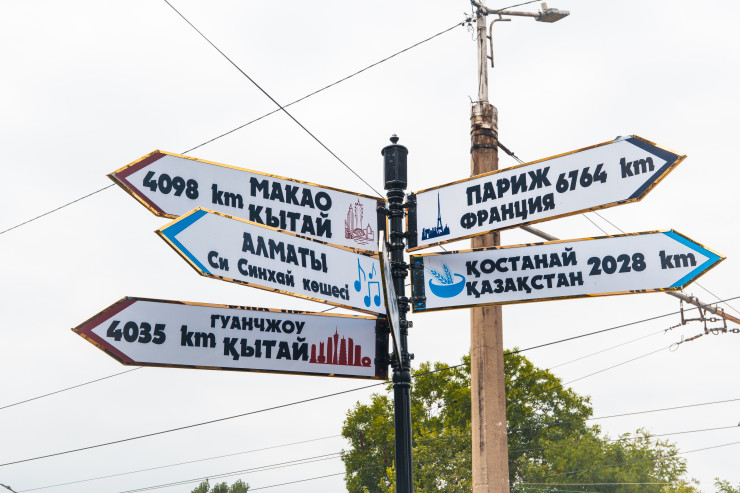 4098 km МАКАО
ҚЫТАЙ
АЛМАТЫ
Си Синхай көшесі
4035 km ГУАНЧЖОУ
ҚЫТАЙ
ПАРИЖ 6764 km
ФРАНЦИЯ
ҚОСТАНАЙ 2028 km
ҚАЗАҚСТАН